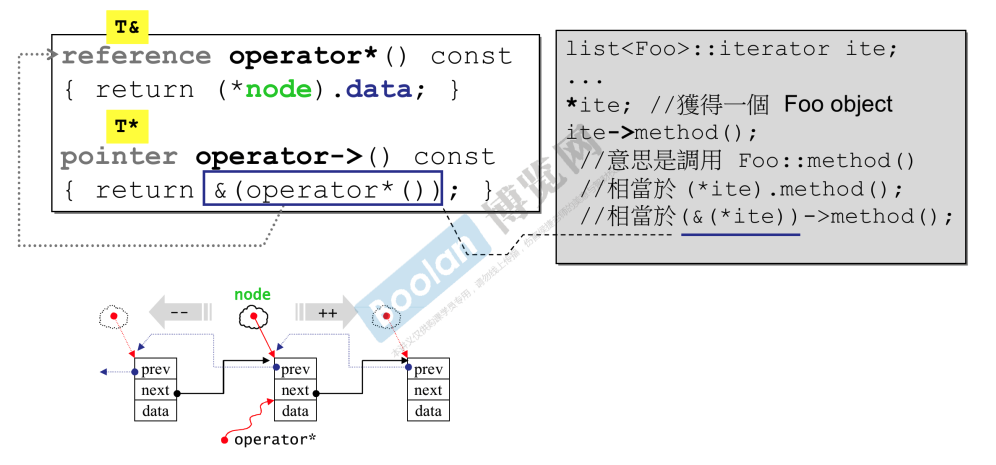 T&
reference operator*() const
{ return (*node).data; }
T*
pointer operator->() const
{ return &(operator*()); }
list<Foo>::iterator ite;
...
*ite; //獲得一個 Foo object
ite->method();
//意思是調用 Foo::method()
//相當於 (*ite).method();
//相當於(&(*ite))->method();
Boolan 博览网
node
--
++
prev
next
data
prev
next
data
prev
next
data
operator*